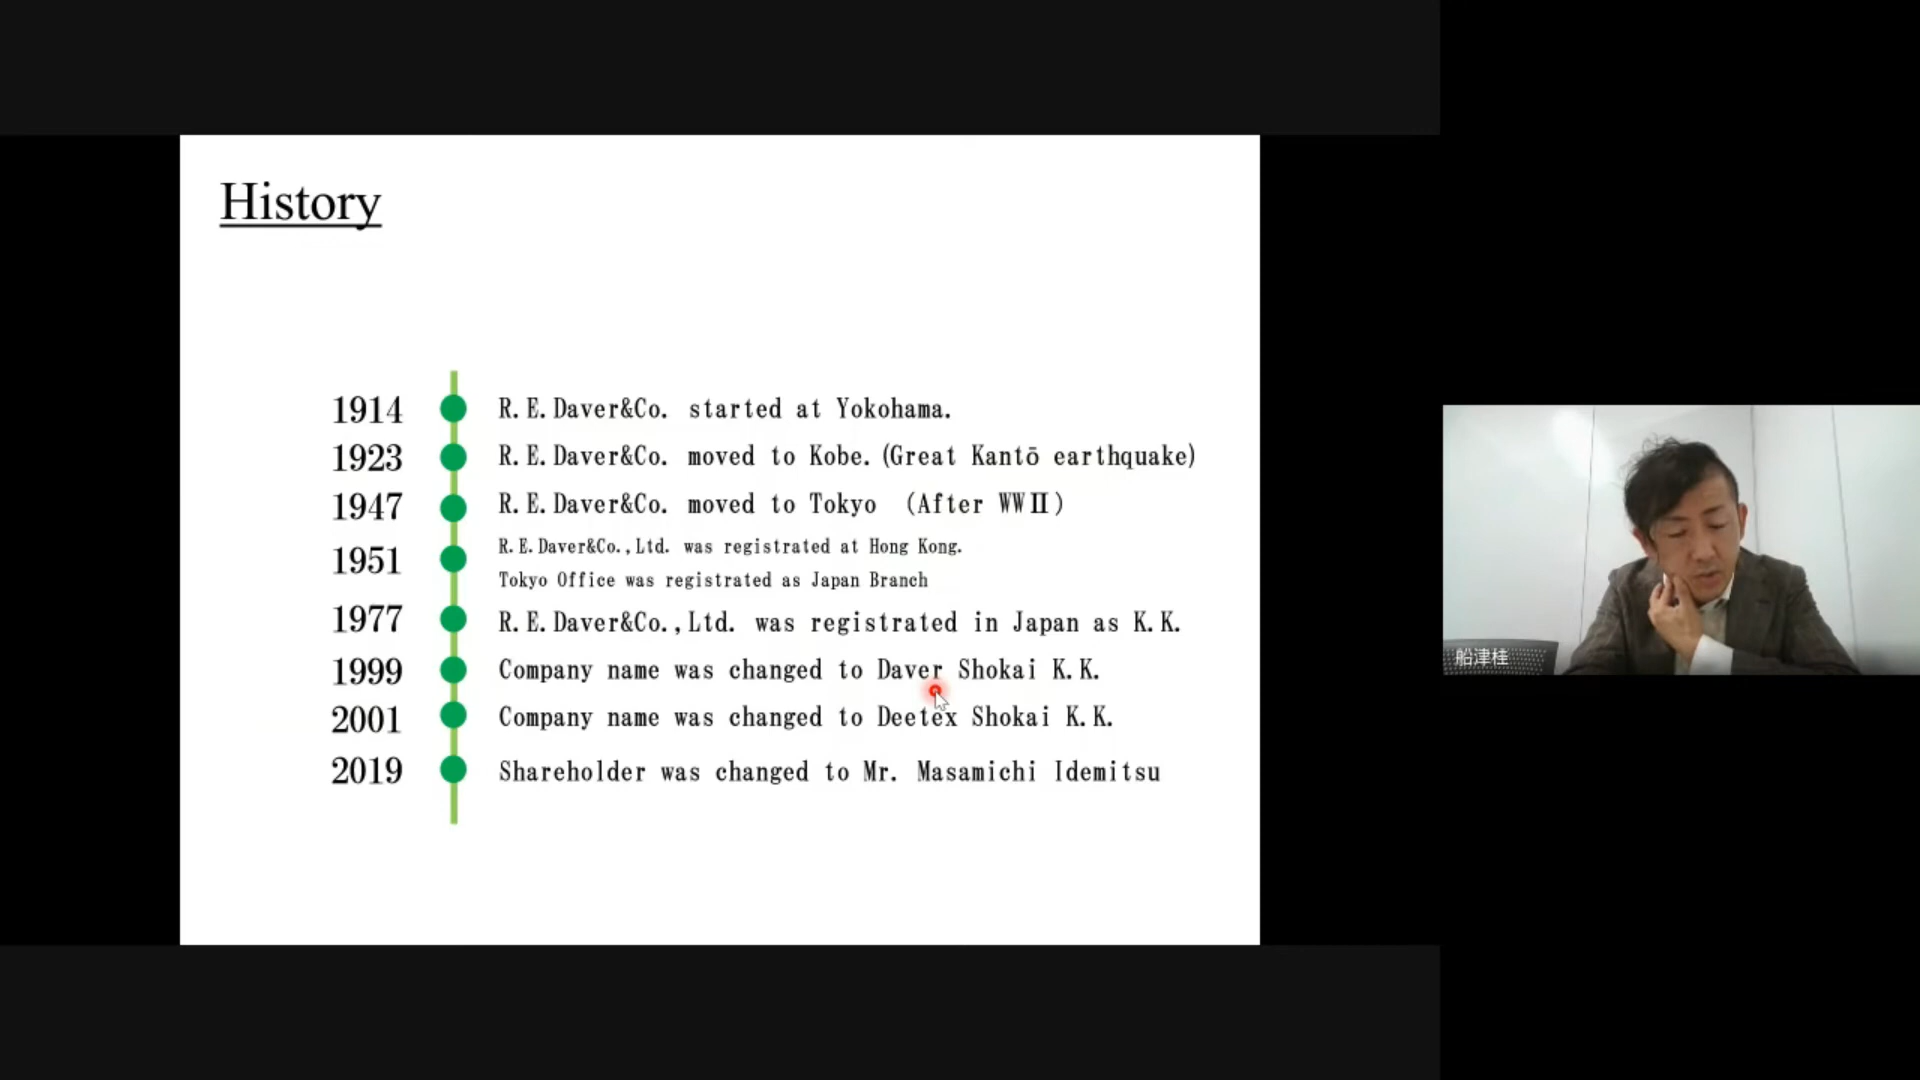 History
1914 R.E.Daver&Co. started at Yokohama.
1923 R.E.Daver&Co. moved to Kobe.(Great Kantō earthquake)
1947 R.E.Daver&Co. moved to Tokyo (After WWⅡ)
1951 R.E.Daver&Co.,Ltd. was registrated at Hong Kong.
Tokyo Office was registrated as Japan Branch
1977 R.E.Daver&Co.,Ltd. was registrated in Japan as K.K.
1999 Company name was changed to Daver Shokai K.K.
2001 Company name was changed to Deetex Shokai K.K.
2019 Shareholder was changed to Mr. Masamichi Idemitsu
船津桂